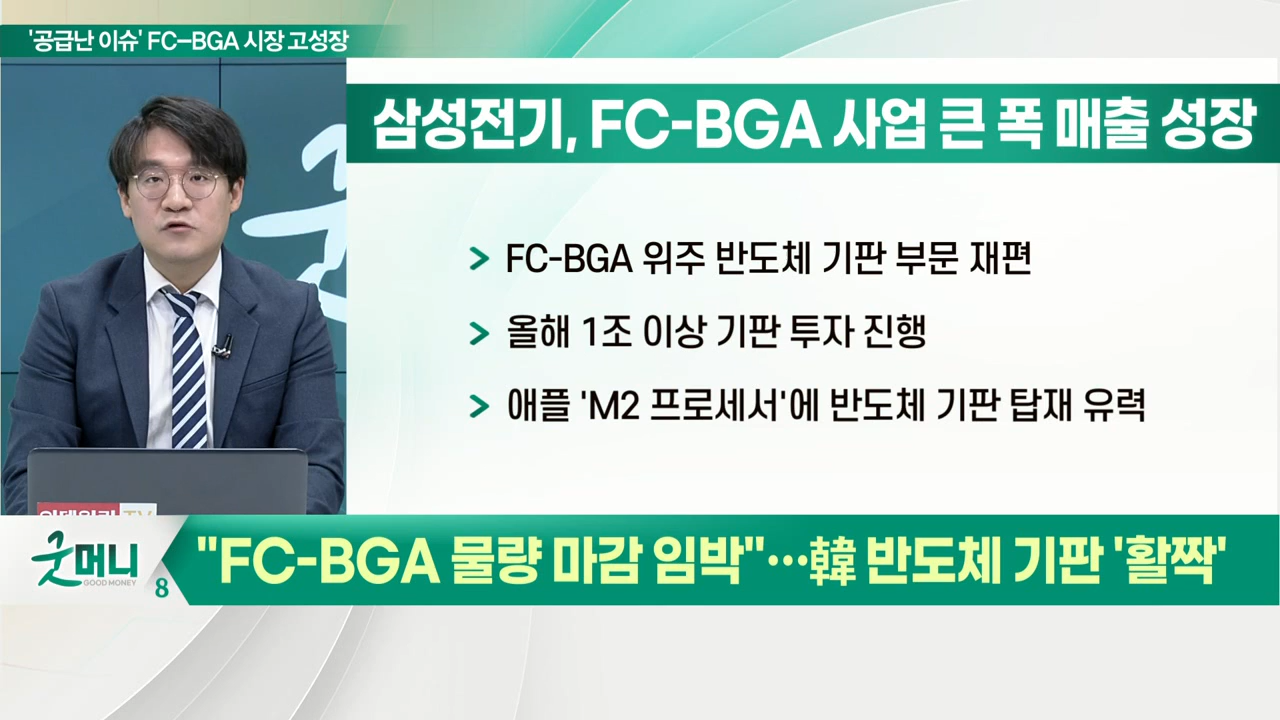 '공급난 이슈' FC-BGA 시장 고성장
삼성전기, FC-BGA 사업 큰 폭 매출 성장
> FC-BGA 위주 반도체 기판 부문 재편
> 올해 1조 이상 기판 투자 진행
> 애플 'M2 프로세서'에 반도체 기판 탑재 유력
굿머니
GOOD MONEY
8
"FC-BGA 물량 마감 임박"…韓 반도체 기판 '활짝'